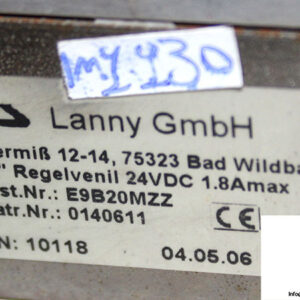 my.430
Lanny GmbH
ermiß 12-14, 75323 Bad Wildba
" Regelvenil 24VDC 1.8Amax
st.Nr.: E9B20MZZ
atr.Nr.: 0140611
CE
N: 10118 04.05.06